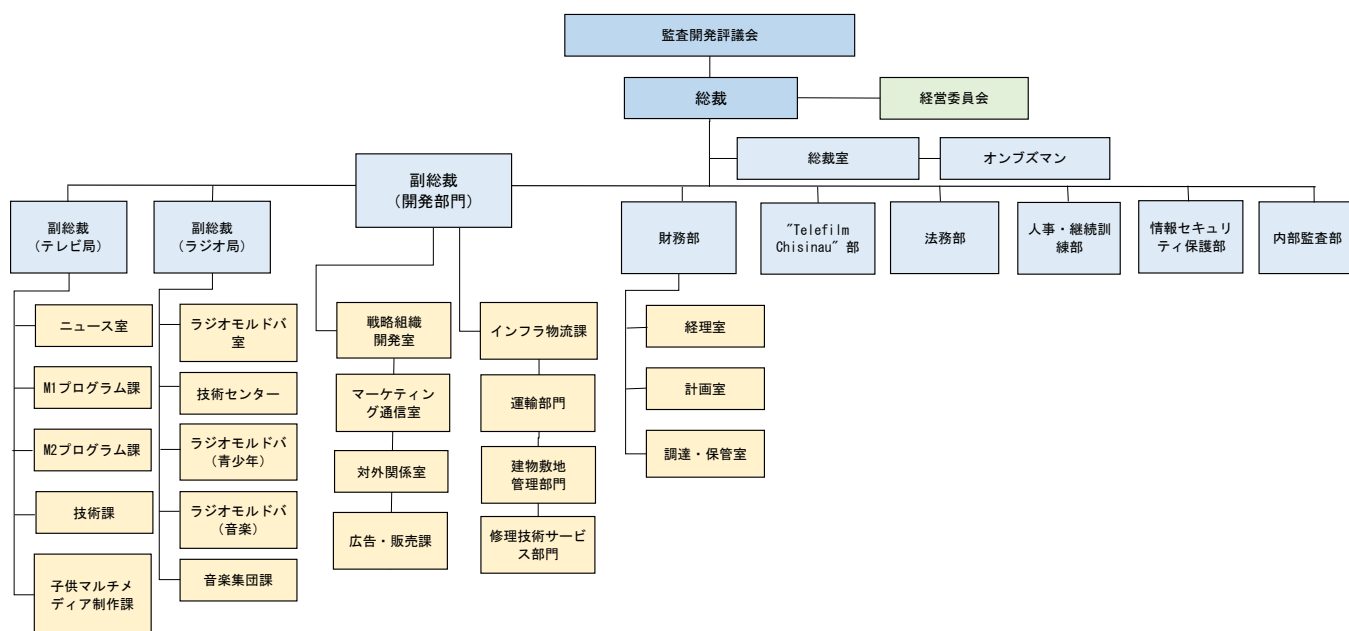 監査開発評議会
総裁
経営委員会
総裁室
オンブズマン
副総裁
(開発部門)
副総裁
(テレビ局)
副総裁
(ラジオ局)
財務部
"Telefilm
Chisinau" 部
法務部
人事・継続訓
練部
情報セキュリ
ティ保護部
内部監査部
ニュース室
M1プログラム課
M2プログラム課
技術課
子供マルチメ
ディア制作課
ラジオモルドバ
室
技術センター
ラジオモルドバ
(青少年)
ラジオモルドバ
(音楽)
音楽集団課
戦略組織
開発室
マーケティン
グ通信室
対外関係室
広告・販売課
インフラ物流課
運輸部門
建物敷地
管理部門
修理技術サービ
ス部門
経理室
計画室
調達・保管室